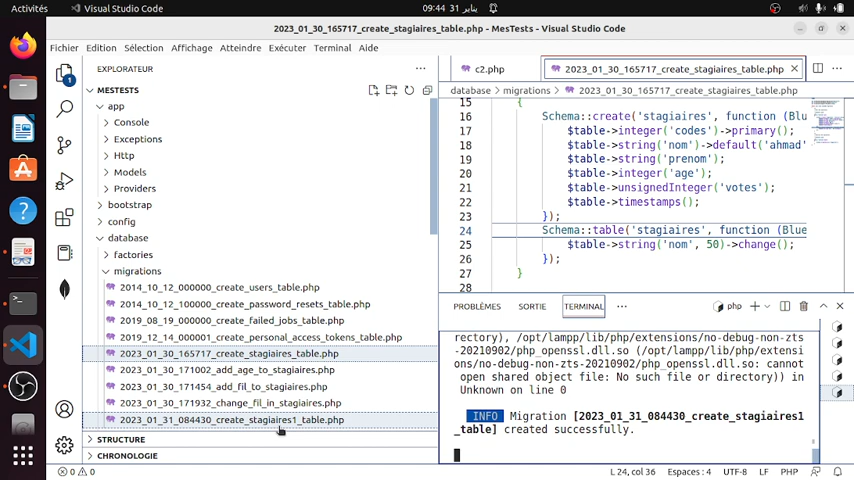 Activités
Visual Studio Code
يناير 31 09:44
2023_01_30_165717_create_stagiaires_table.php - MesTests - Visual Studio Code
Fichier Edition Sélection Affichage Atteindre Exécuter Terminal Aide
EXPLORATEUR
MESTESTS
app
Console
Exceptions
Http
Models
Providers
bootstrap
config
database
factories
migrations
2014_10_12_000000_create_users_table.php
2014_10_12_100000_create_password_resets_table.php
2019_08_19_000000_create_failed_jobs_table.php
2019_12_14_000001_create_personal_access_tokens_table.php
2023_01_30_165717_create_stagiaires_table.php
2023_01_30_171002_add_age_to_stagiaires.php
2023_01_30_171454_add_fil_to_stagiaires.php
2023_01_30_171932_change_fil_in_stagiaires.php
2023_01_31_084430_create_stagiaires1_table.php
STRUCTURE
CHRONOLOGIE
1
c2.php
2023_01_30_165717_create_stagiaires_table.php
database > migrations > 2023_01_30_165717_create_stagiaires_table.php
15 {
16 Schema::create('stagiaires', function (Blu
17 $table->integer('codes')->primary();
18 $table->string('nom')->default('ahmad'
19 $table->string('prenom');
20 $table->integer('age');
21 $table->unsignedInteger('votes');
22 $table->timestamps();
23 });
24 Schema::table('stagiaires', function (Blue
25 $table->string('nom', 50)->change();
26 });
27 }
28
PROBLÈMES SORTIE TERMINAL php
rectory), /opt/lampp/lib/php/extensions/no-debug-non-zts
-20210902/php_openssl.dll.so (/opt/lampp/lib/php/extensi
ons/no-debug-non-zts-20210902/php_openssl.dll.so: cannot
open shared object file: No such file or directory)) in
Unknown on line 0
INFO Migration [2023_01_31_084430_create_stagiaires1
_table] created successfully.
0 0
L 24, col 36 Espaces : 4 UTF-8 LF PHP